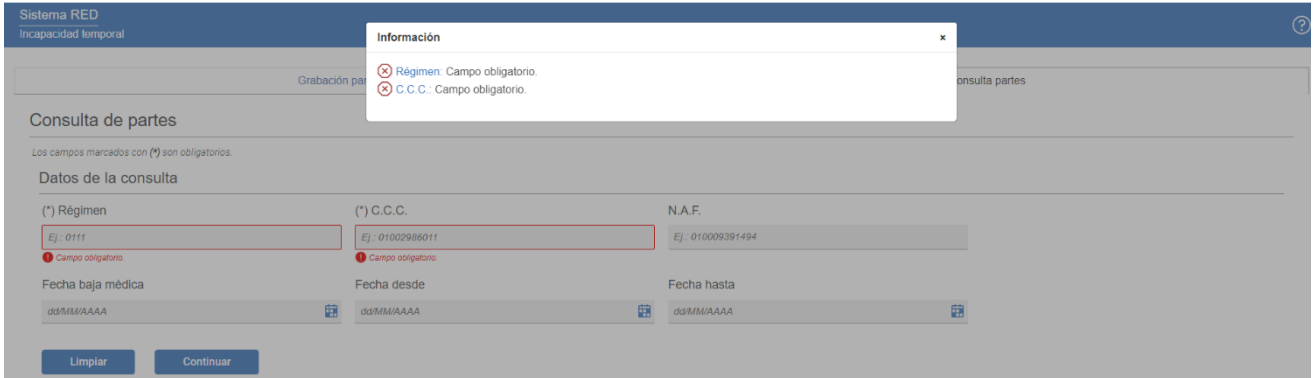 Sistema RED
Incapacidad temporal
Información
×
Régimen: Campo obligatorio.
C.C.C.: Campo obligatorio.
Grabación par
onsulta partes
Consulta de partes
Los campos marcados con (*) son obligatorios.
Datos de la consulta
(*) Régimen
(*) C.C.C.
N.A.F.
Ej.: 0111
Ej.: 01002986011
Ej.: 010009391494
Campo obligatorio.
Campo obligatorio.
Fecha baja médica
Fecha desde
Fecha hasta
dd/MM/AAAA
dd/MM/AAAA
dd/MM/AAAA
Limpiar
Continuar